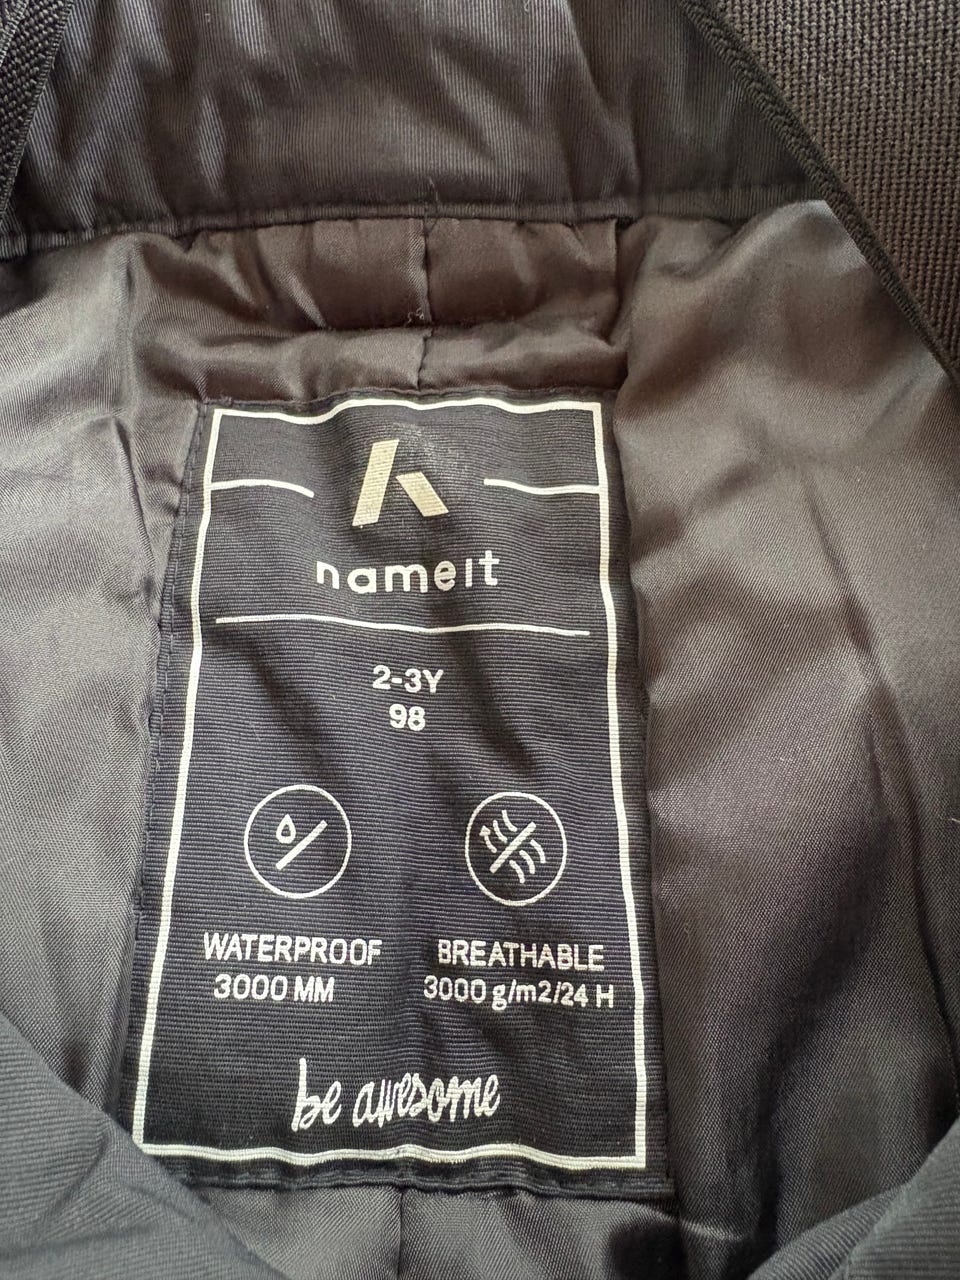 nameit
2-3Y
98
WATERPROOF
3000 MM
BREATHABLE
3000 g/m2/24 H
be awesome